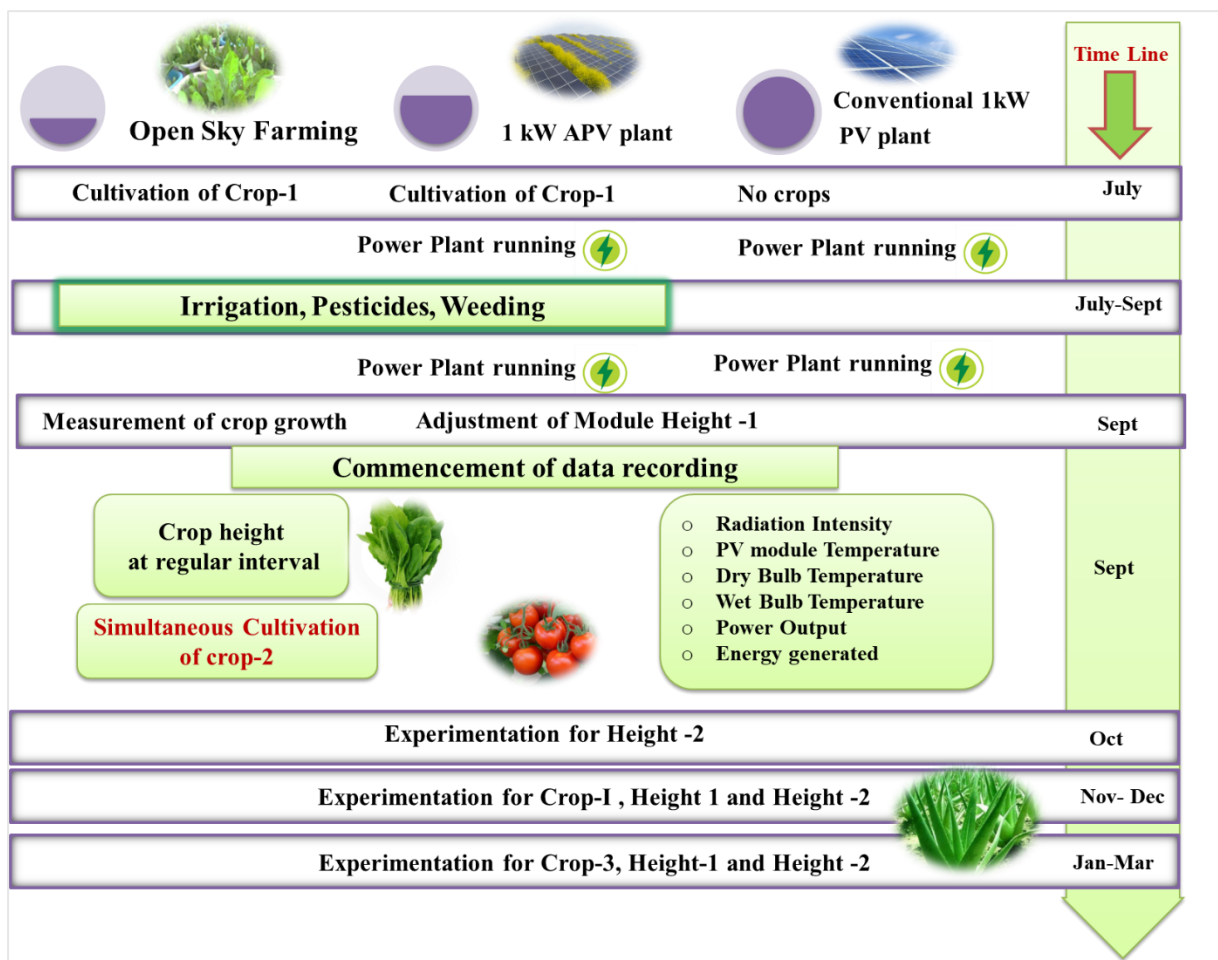 Time Line
Open Sky Farming
1 kW APV plant
Conventional 1kW
PV plant
Cultivation of Crop-1
Cultivation of Crop-1
No crops
July
Power Plant running
Power Plant running
Irrigation, Pesticides, Weeding
July-Sept
Power Plant running
Power Plant running
Measurement of crop growth
Adjustment of Module Height -1
Sept
Commencement of data recording
Crop height
at regular interval
Simultaneous Cultivation
of crop-2
o Radiation Intensity
o PV module Temperature
o Dry Bulb Temperature
o Wet Bulb Temperature
o Power Output
o Energy generated
Sept
Experimentation for Height -2
Oct
Experimentation for Crop-I , Height 1 and Height -2
Nov- Dec
Experimentation for Crop-3, Height-1 and Height -2
Jan-Mar